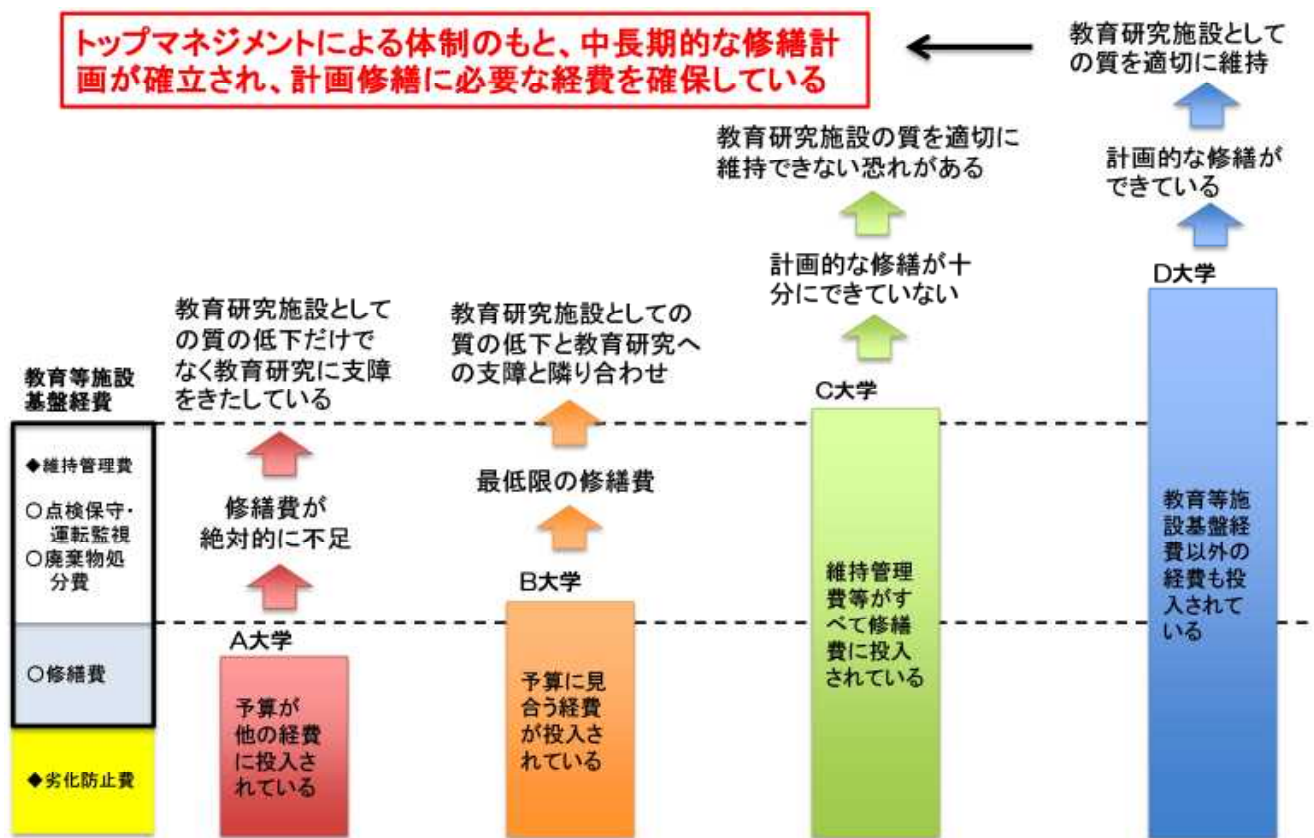 トップマネジメントによる体制のもと、中長期的な修繕計
画が確立され、計画修繕に必要な経費を確保している
教育研究施設として
の質を適切に維持
計画的な修繕が
できている
D大学
教育等施
設基盤経
費以外の
経費も投
入されて
いる
教育研究施設の質を適切に
維持できない恐れがある
計画的な修繕が十
分にできていない
C大学
維持管理
費等がす
べて修繕
費に投入
されている
教育研究施設としての
質の低下と教育研究へ
の支障と隣り合わせ
最低限の修繕費
B大学
予算に見
合う経費
が投入さ
れている
教育研究施設として
の質の低下だけで
なく教育研究に支障
をきたしている
修繕費が
絶対的に不足
A大学
予算が
他の経費
に投入さ
れている
教育等施設
基盤経費
◆維持管理費
○点検保守・
運転監視
○廃棄物処
分費
○修繕費
◆劣化防止費